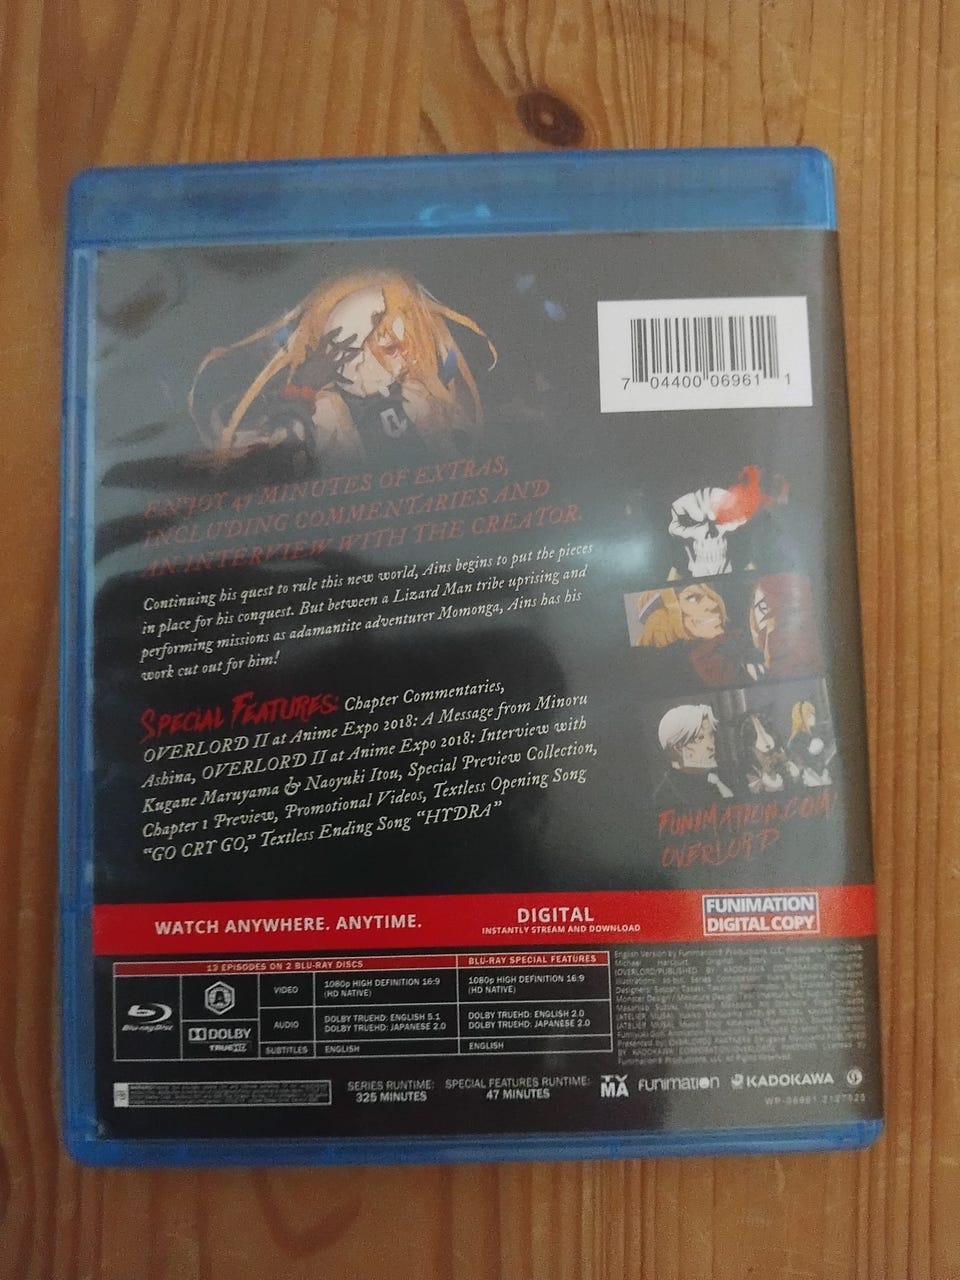 7 04400 06961 1
ENJOY 47 MINUTES OF EXTRAS,
INCLUDING COMMENTARIES AND
AN INTERVIEW WITH THE CREATOR.
Continuing his quest to rule this new world, Ains begins to put the pieces
in place for his conquest. But between a Lizard Man tribe uprising and
performing missions as adamantite adventurer Momonga, Ains has his
work cut out for him!
SPECIAL FEATURES: Chapter Commentaries,
OVERLORD II at Anime Expo 2018: A Message from Minoru
Ashina, OVERLORD II at Anime Expo 2018: Interview with
Kugane Maruyama & Naoyuki Itou, Special Preview Collection,
Chapter 1 Preview, Promotional Videos, Textless Opening Song
"GO CRY GO," Textless Ending Song "HYDRA"
FUNIMATION.COM/
OVERLORD
WATCH ANYWHERE. ANYTIME.
DIGITAL
INSTANTLY STREAM AND DOWNLOAD
FUNIMATION
DIGITAL COPY
13 EPISODES ON 2 BLU-RAY DISCS
BLU-RAY SPECIAL FEATURES
Blu-ray Disc
A
DOLBY
TRUEHD
VIDEO
1080p HIGH DEFINITION 16:9
(HD NATIVE)
1080p HIGH DEFINITION 16:9
(HD NATIVE)
AUDIO
DOLBY TRUEHD: ENGLISH 5.1
DOLBY TRUEHD: JAPANESE 2.0
DOLBY TRUEHD: ENGLISH 2.0
DOLBY TRUEHD: JAPANESE 2.0
SUBTITLES
ENGLISH
ENGLISH
SERIES RUNTIME:
325 MINUTES
SPECIAL FEATURES RUNTIME:
47 MINUTES
TV
MA
FUNIMATION
KADOKAWA